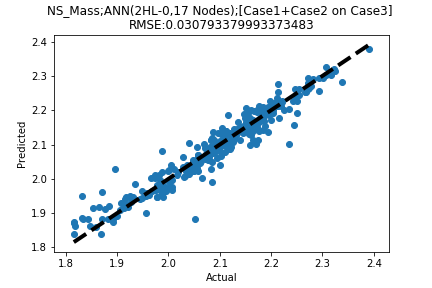 NS_Mass;ANN(2HL-0,17 Nodes);[Case1+Case2 on Case3]
RMSE:0.030793379993373483
2.4
2.3
2.2
2.1
2.0
1.9
1.8
Predicted
1.8 1.9 2.0 2.1 2.2 2.3 2.4
Actual